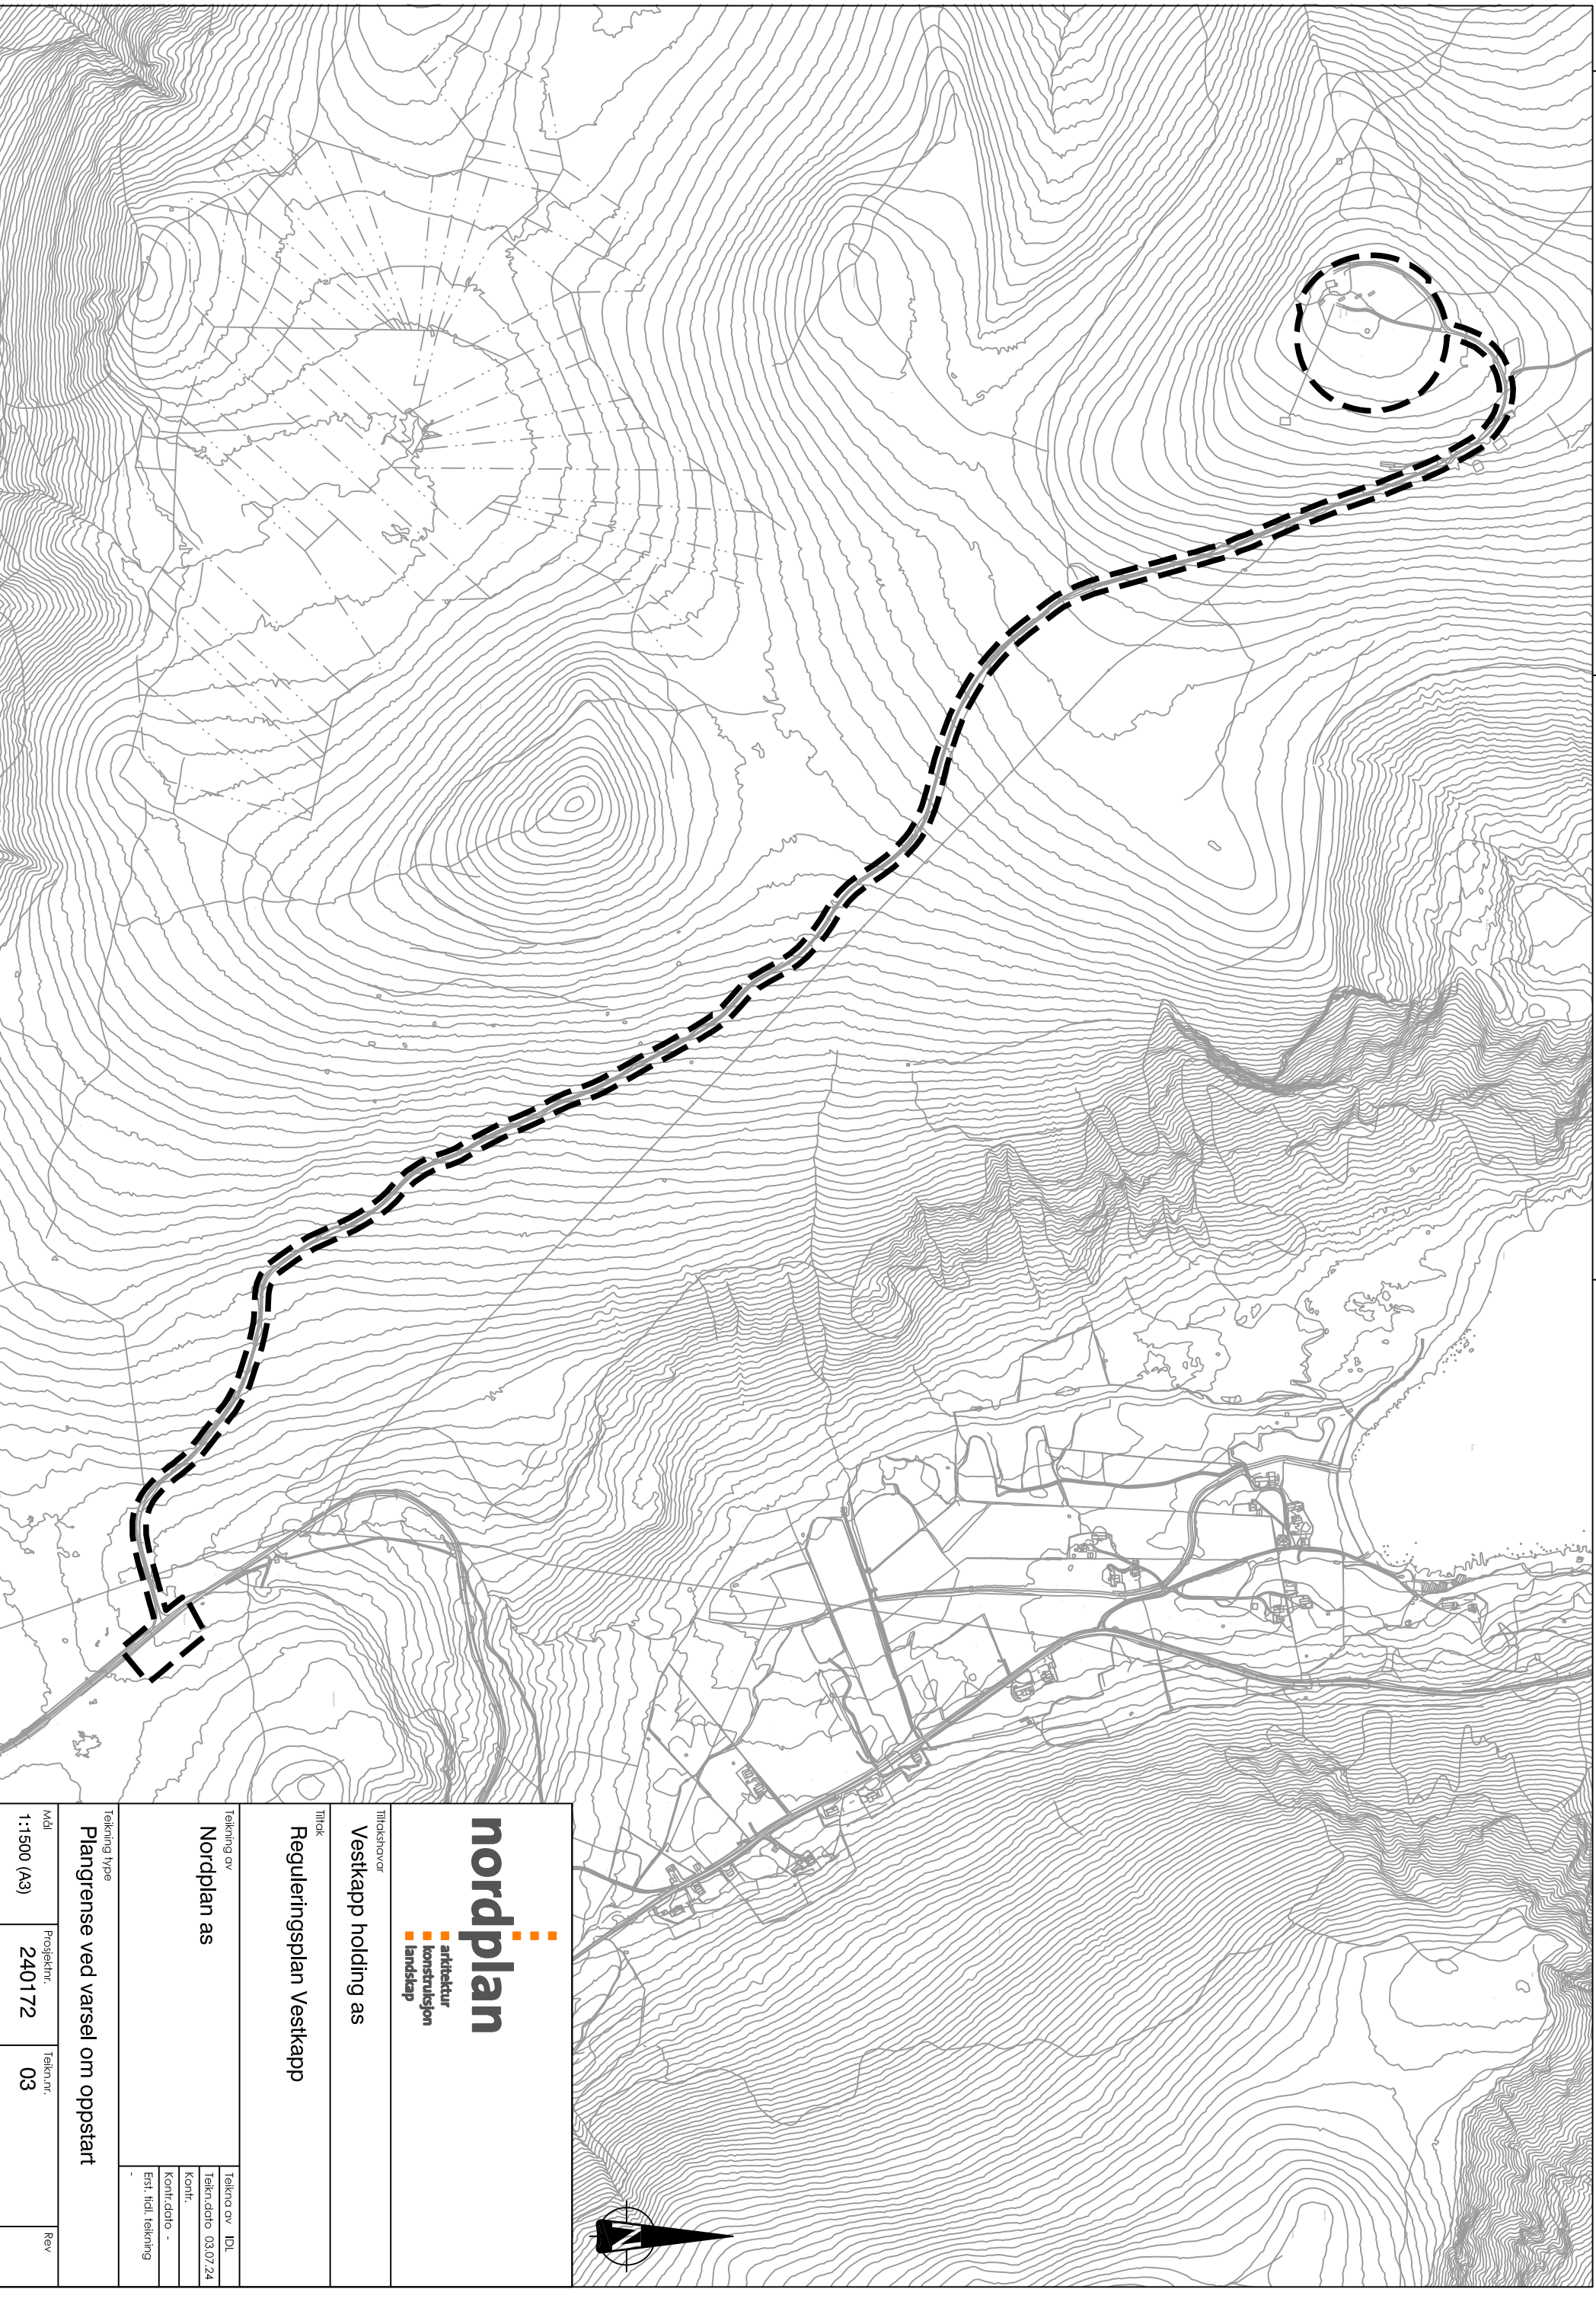 nordplan
arkitektur
konstruksjon
landskap
Tiltakshavar
Vestkapp holding as
Tiltak
Reguleringsplan Vestkapp
Teikning av
Nordplan as
Teikna av IDL
Teikn.dato 03.07.24
Kontr.
Kontr.dato -
Erst. tidl. teikning
-
Teikning type
Plangrense ved varsel om oppstart
Mål
1:1500 (A3)
Prosjektnr.
240172
Teikn.nr.
03
Rev
N